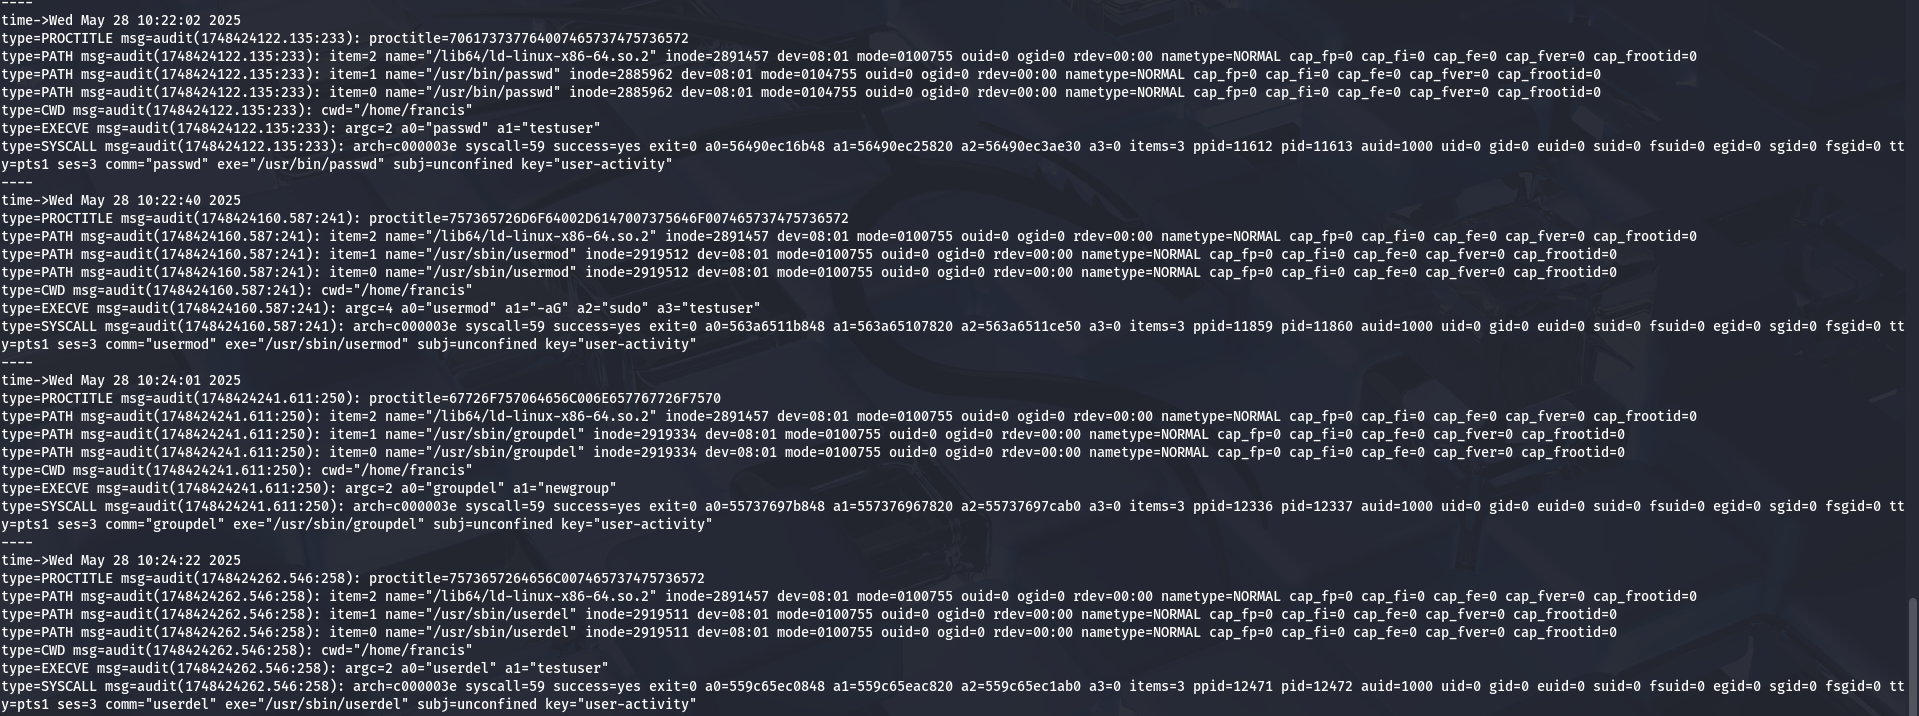 ----
time->Wed May 28 10:22:02 2025
type=PROCTITLE msg=audit(1748424122.135:233): proctitle=706173737764007465737475736572
type=PATH msg=audit(1748424122.135:233): item=2 name="/lib64/ld-linux-x86-64.so.2" inode=2891457 dev=08:01 mode=0100755 ouid=0 ogid=0 rdev=00:00 nametype=NORMAL cap_fp=0 cap_fi=0 cap_fe=0 cap_fver=0 cap_frootid=0
type=PATH msg=audit(1748424122.135:233): item=1 name="/usr/bin/passwd" inode=2885962 dev=08:01 mode=0104755 ouid=0 ogid=0 rdev=00:00 nametype=NORMAL cap_fp=0 cap_fi=0 cap_fe=0 cap_fver=0 cap_frootid=0
type=PATH msg=audit(1748424122.135:233): item=0 name="/usr/bin/passwd" inode=2885962 dev=08:01 mode=0104755 ouid=0 ogid=0 rdev=00:00 nametype=NORMAL cap_fp=0 cap_fi=0 cap_fe=0 cap_fver=0 cap_frootid=0
type=CWD msg=audit(1748424122.135:233): cwd="/home/francis"
type=EXECVE msg=audit(1748424122.135:233): argc=2 a0="passwd" a1="testuser"
type=SYSCALL msg=audit(1748424122.135:233): arch=c000003e syscall=59 success=yes exit=0 a0=56490ec16b48 a1=56490ec25820 a2=56490ec3ae30 a3=0 items=3 ppid=11612 pid=11613 auid=1000 uid=0 gid=0 euid=0 suid=0 fsuid=0 egid=0 sgid=0 fsgid=0 tt
y=pts1 ses=3 comm="passwd" exe="/usr/bin/passwd" subj=unconfined key="user-activity"
----
time->Wed May 28 10:22:40 2025
type=PROCTITLE msg=audit(1748424160.587:241): proctitle=757365726D6F64002D6147007375646F007465737475736572
type=PATH msg=audit(1748424160.587:241): item=2 name="/lib64/ld-linux-x86-64.so.2" inode=2891457 dev=08:01 mode=0100755 ouid=0 ogid=0 rdev=00:00 nametype=NORMAL cap_fp=0 cap_fi=0 cap_fe=0 cap_fver=0 cap_frootid=0
type=PATH msg=audit(1748424160.587:241): item=1 name="/usr/sbin/usermod" inode=2919512 dev=08:01 mode=0100755 ouid=0 ogid=0 rdev=00:00 nametype=NORMAL cap_fp=0 cap_fi=0 cap_fe=0 cap_fver=0 cap_frootid=0
type=PATH msg=audit(1748424160.587:241): item=0 name="/usr/sbin/usermod" inode=2919512 dev=08:01 mode=0100755 ouid=0 ogid=0 rdev=00:00 nametype=NORMAL cap_fp=0 cap_fi=0 cap_fe=0 cap_fver=0 cap_frootid=0
type=CWD msg=audit(1748424160.587:241): cwd="/home/francis"
type=EXECVE msg=audit(1748424160.587:241): argc=4 a0="usermod" a1="-aG" a2="sudo" a3="testuser"
type=SYSCALL msg=audit(1748424160.587:241): arch=c000003e syscall=59 success=yes exit=0 a0=563a6511b848 a1=563a65107820 a2=563a6511ce50 a3=0 items=3 ppid=11859 pid=11860 auid=1000 uid=0 gid=0 euid=0 suid=0 fsuid=0 egid=0 sgid=0 fsgid=0 tt
y=pts1 ses=3 comm="usermod" exe="/usr/sbin/usermod" subj=unconfined key="user-activity"
----
time->Wed May 28 10:24:01 2025
type=PROCTITLE msg=audit(1748424241.611:250): proctitle=67726F757064656C006E657767726F7570
type=PATH msg=audit(1748424241.611:250): item=2 name="/lib64/ld-linux-x86-64.so.2" inode=2891457 dev=08:01 mode=0100755 ouid=0 ogid=0 rdev=00:00 nametype=NORMAL cap_fp=0 cap_fi=0 cap_fe=0 cap_fver=0 cap_frootid=0
type=PATH msg=audit(1748424241.611:250): item=1 name="/usr/sbin/groupdel" inode=2919334 dev=08:01 mode=0100755 ouid=0 ogid=0 rdev=00:00 nametype=NORMAL cap_fp=0 cap_fi=0 cap_fe=0 cap_fver=0 cap_frootid=0
type=PATH msg=audit(1748424241.611:250): item=0 name="/usr/sbin/groupdel" inode=2919334 dev=08:01 mode=0100755 ouid=0 ogid=0 rdev=00:00 nametype=NORMAL cap_fp=0 cap_fi=0 cap_fe=0 cap_fver=0 cap_frootid=0
type=CWD msg=audit(1748424241.611:250): cwd="/home/francis"
type=EXECVE msg=audit(1748424241.611:250): argc=2 a0="groupdel" a1="newgroup"
type=SYSCALL msg=audit(1748424241.611:250): arch=c000003e syscall=59 success=yes exit=0 a0=55737697b848 a1=557376967820 a2=55737697cab0 a3=0 items=3 ppid=12336 pid=12337 auid=1000 uid=0 gid=0 euid=0 suid=0 fsuid=0 egid=0 sgid=0 fsgid=0 tt
y=pts1 ses=3 comm="groupdel" exe="/usr/sbin/groupdel" subj=unconfined key="user-activity"
----
time->Wed May 28 10:24:22 2025
type=PROCTITLE msg=audit(1748424262.546:258): proctitle=7573657264656C007465737475736572
type=PATH msg=audit(1748424262.546:258): item=2 name="/lib64/ld-linux-x86-64.so.2" inode=2891457 dev=08:01 mode=0100755 ouid=0 ogid=0 rdev=00:00 nametype=NORMAL cap_fp=0 cap_fi=0 cap_fe=0 cap_fver=0 cap_frootid=0
type=PATH msg=audit(1748424262.546:258): item=1 name="/usr/sbin/userdel" inode=2919511 dev=08:01 mode=0100755 ouid=0 ogid=0 rdev=00:00 nametype=NORMAL cap_fp=0 cap_fi=0 cap_fe=0 cap_fver=0 cap_frootid=0
type=PATH msg=audit(1748424262.546:258): item=0 name="/usr/sbin/userdel" inode=2919511 dev=08:01 mode=0100755 ouid=0 ogid=0 rdev=00:00 nametype=NORMAL cap_fp=0 cap_fi=0 cap_fe=0 cap_fver=0 cap_frootid=0
type=CWD msg=audit(1748424262.546:258): cwd="/home/francis"
type=EXECVE msg=audit(1748424262.546:258): argc=2 a0="userdel" a1="testuser"
type=SYSCALL msg=audit(1748424262.546:258): arch=c000003e syscall=59 success=yes exit=0 a0=559c65ec0848 a1=559c65eac820 a2=559c65ec1ab0 a3=0 items=3 ppid=12471 pid=12472 auid=1000 uid=0 gid=0 euid=0 suid=0 fsuid=0 egid=0 sgid=0 fsgid=0 tt
y=pts1 ses=3 comm="userdel" exe="/usr/sbin/userdel" subj=unconfined key="user-activity"